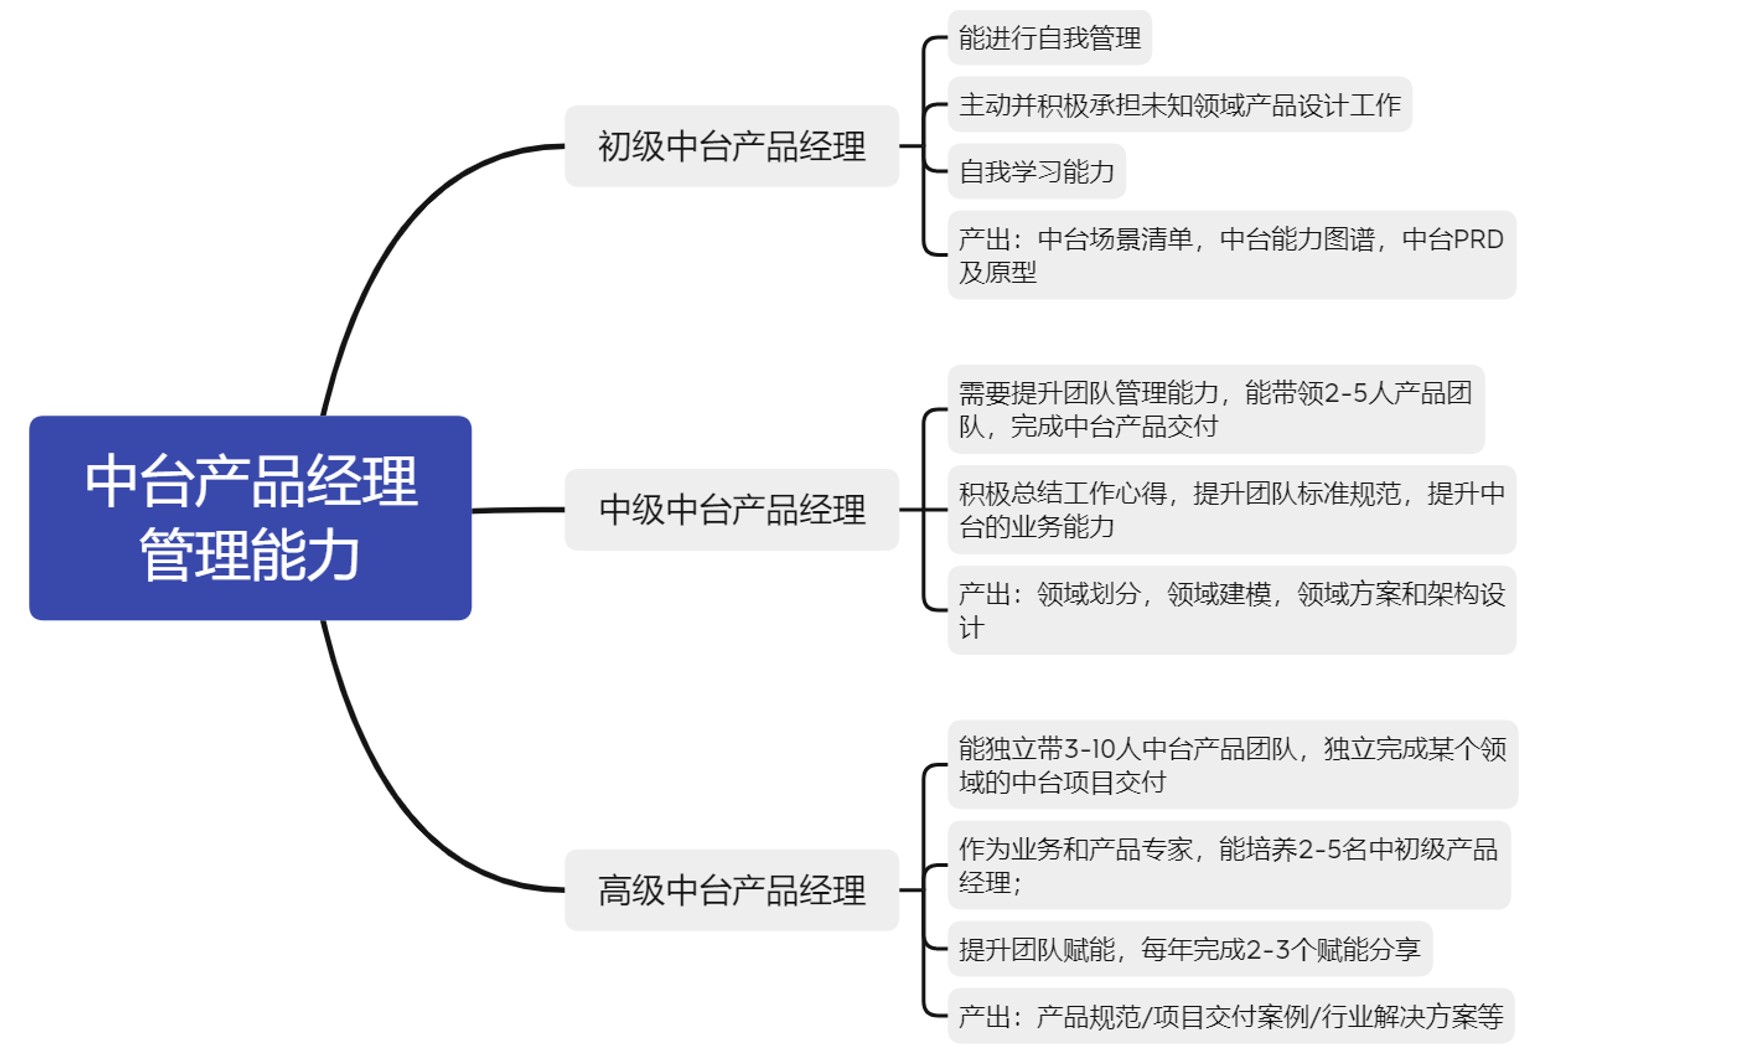 中台产品经理
管理能力
初级中台产品经理
能进行自我管理
主动并积极承担未知领域产品设计工作
自我学习能力
产出：中台场景清单，中台能力图谱，中台PRD
及原型
中级中台产品经理
需要提升团队管理能力，能带领2-5人产品团
队，完成中台产品交付
积极总结工作心得，提升团队标准规范，提升中
台的业务能力
产出：领域划分，领域建模，领域方案和架构设
计
高级中台产品经理
能独立带3-10人中台产品团队，独立完成某个领
域的中台项目交付
作为业务和产品专家，能培养2-5名中初级产品
经理；
提升团队赋能，每年完成2-3个赋能分享
产出：产品规范/项目交付案例/行业解决方案等